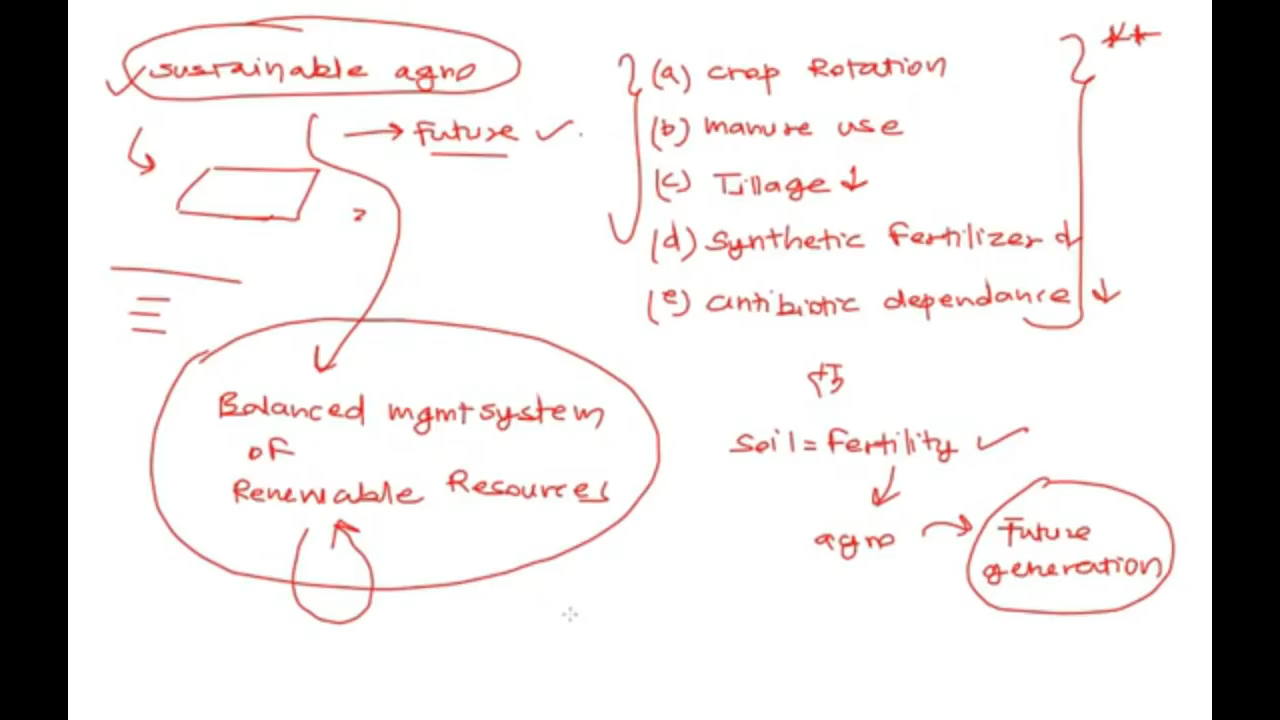 sustainable agro
→ Future ✓
Balanced mgmt system
of
Renewable Resources
(a) crop Rotation
(b) manure use
(c) Tillage ↓
(d) synthetic Fertilizer ↓
(e) antibiotic dependance ↓
soil = Fertility ✓
agro → Future
generation